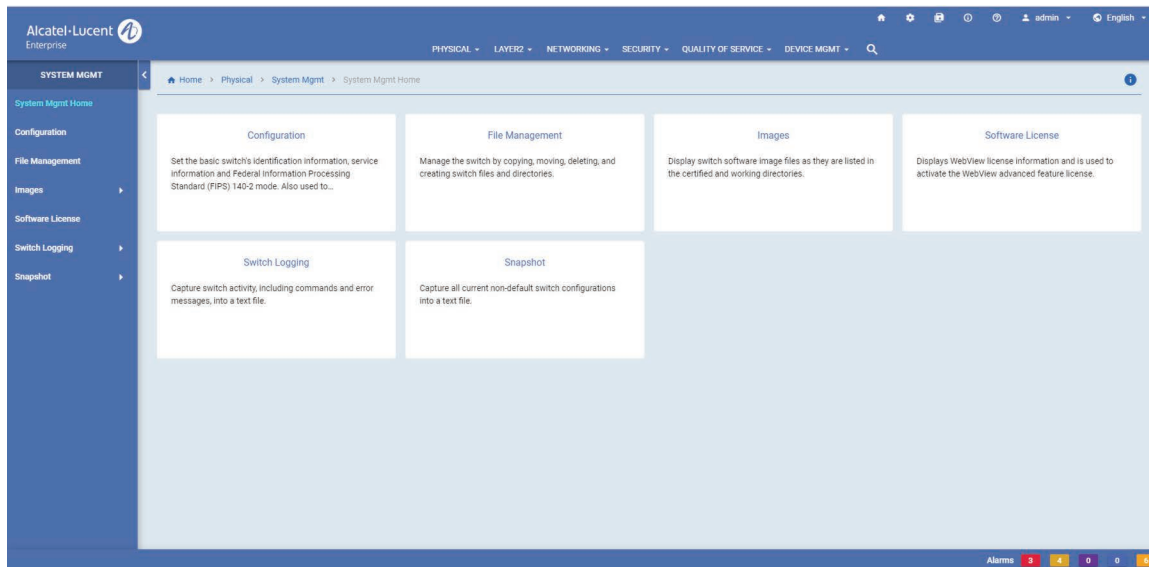 Alcatel·Lucent
Enterprise
admin
English
PHYSICAL
LAYER2
NETWORKING
SECURITY
QUALITY OF SERVICE
DEVICE MGMT
SYSTEM MGMT
Home > Physical > System Mgmt > System Mgmt Home
System Mgmt Home
Configuration
File Management
Images
Software License
Switch Logging
Snapshot
Configuration
Set the basic switch's identification information, service
information and Federal Information Processing
Standard (FIPS) 140-2 mode. Also used to...
File Management
Manage the switch by copying, moving, deleting, and
creating switch files and directories.
Images
Display switch software image files as they are listed in
the certified and working directories.
Software License
Displays WebView license information and is used to
activate the WebView advanced feature license.
Switch Logging
Capture switch activity, including commands and error
messages, into a text file.
Snapshot
Capture all current non-default switch configurations
into a text file.
Alarms 3 4 0 0 6